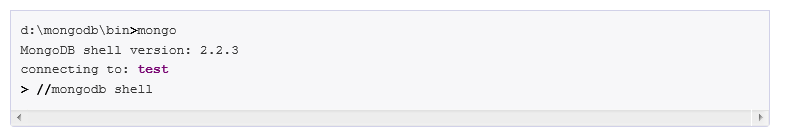 d:\mongodb\bin>mongo
MongoDB shell version: 2.2.3
connecting to: test
> //mongodb shell